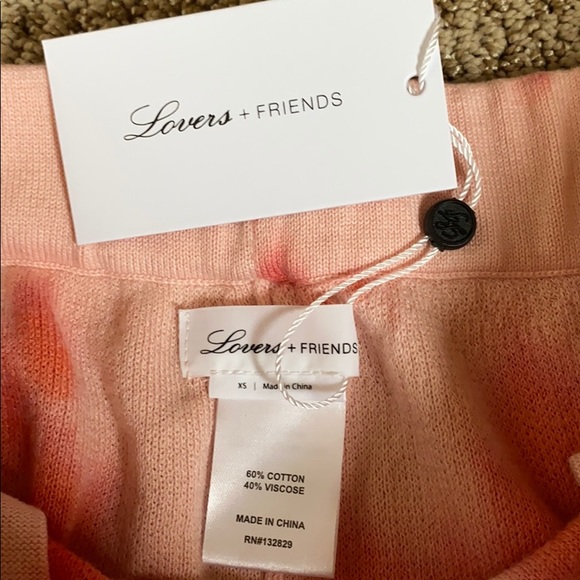 Lovers + FRIENDS
Lovers + FRIENDS
XS | Made in China
60% COTTON
40% VISCOSE
MADE IN CHINA
RN#132829